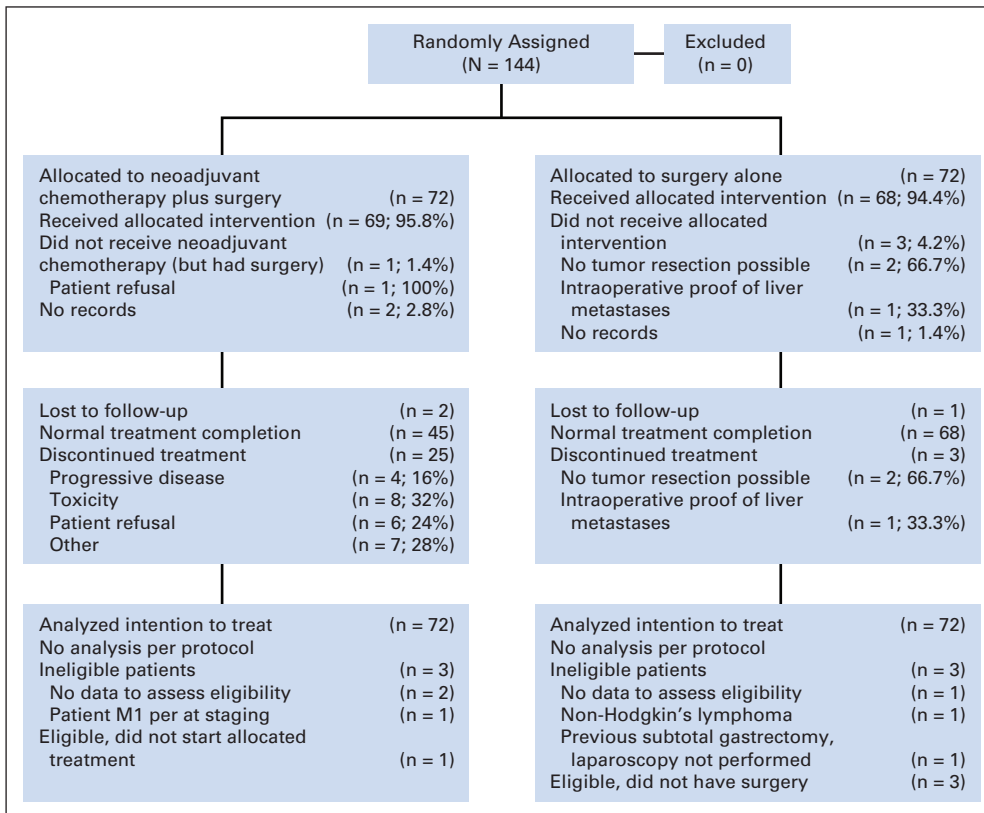 Randomly Assigned
(N = 144)
Excluded
(n = 0)
Allocated to neoadjuvant
chemotherapy plus surgery (n = 72)
Received allocated intervention (n = 69; 95.8%)
Did not receive neoadjuvant
chemotherapy (but had surgery) (n = 1; 1.4%)
Patient refusal (n = 1; 100%)
No records (n = 2; 2.8%)
Allocated to surgery alone (n = 72)
Received allocated intervention (n = 68; 94.4%)
Did not receive allocated
intervention (n = 3; 4.2%)
No tumor resection possible (n = 2; 66.7%)
Intraoperative proof of liver
metastases (n = 1; 33.3%)
No records (n = 1; 1.4%)
Lost to follow-up (n = 2)
Normal treatment completion (n = 45)
Discontinued treatment (n = 25)
Progressive disease (n = 4; 16%)
Toxicity (n = 8; 32%)
Patient refusal (n = 6; 24%)
Other (n = 7; 28%)
Lost to follow-up (n = 1)
Normal treatment completion (n = 68)
Discontinued treatment (n = 3)
No tumor resection possible (n = 2; 66.7%)
Intraoperative proof of liver
metastases (n = 1; 33.3%)
Analyzed intention to treat (n = 72)
No analysis per protocol
Ineligible patients (n = 3)
No data to assess eligibility (n = 2)
Patient M1 per at staging (n = 1)
Eligible, did not start allocated
treatment (n = 1)
Analyzed intention to treat (n = 72)
No analysis per protocol
Ineligible patients (n = 3)
No data to assess eligibility (n = 1)
Non-Hodgkin's lymphoma (n = 1)
Previous subtotal gastrectomy,
laparoscopy not performed (n = 1)
Eligible, did not have surgery (n = 3)